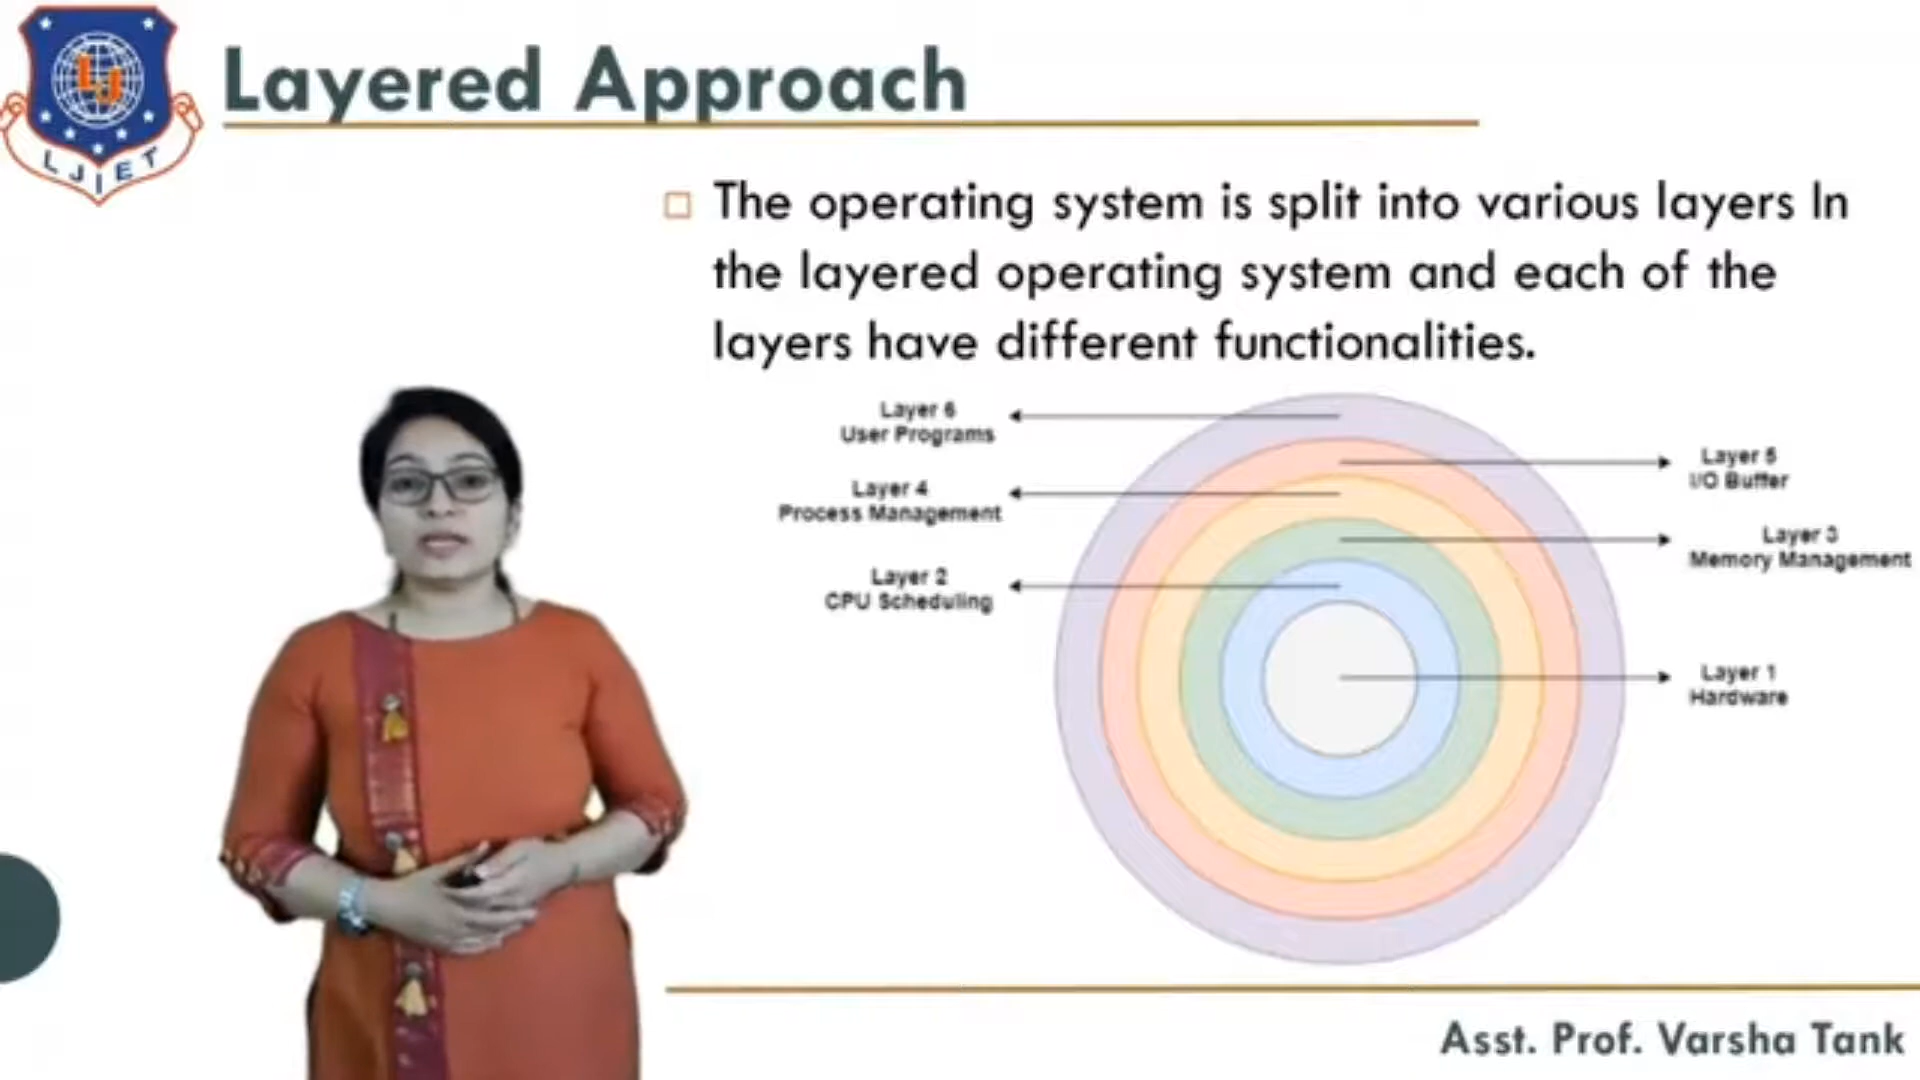 LJ
LJIET
Layered Approach
The operating system is split into various layers In
the layered operating system and each of the
layers have different functionalities.
Layer 6
User Programs
Layer 5
I/O Buffer
Layer 4
Process Management
Layer 3
Memory Management
Layer 2
CPU Scheduling
Layer 1
Hardware
Asst. Prof. Varsha Tank